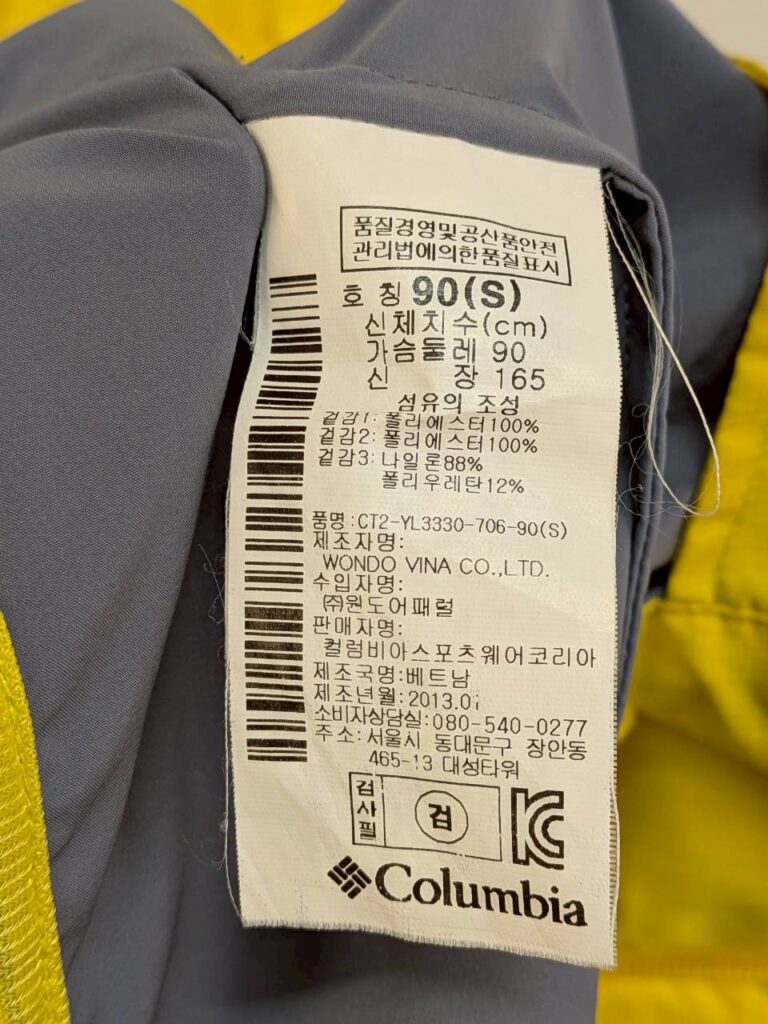 품질경영및공산품안전
관리법에의한품질표시
호 칭 90(S)
신체치수(cm)
가슴둘레 90
신 장 165
섬유의 조성
겉감1: 폴리에스터100%
겉감2: 폴리에스터100%
겉감3: 나일론88%
폴리우레탄12%
품명:CT2-YL3330-706-90(S)
제조자명:
WONDO VINA CO.,LTD.
수입자명:
㈜원도어패럴
판매자명:
컬럼비아스포츠웨어코리아
제조국명:베트남
제조년월:
소비자상담실:080-540-0277
주소:서울시 동대문구 장안동
465-13 대성타워
검사필
검
KC
Columbia